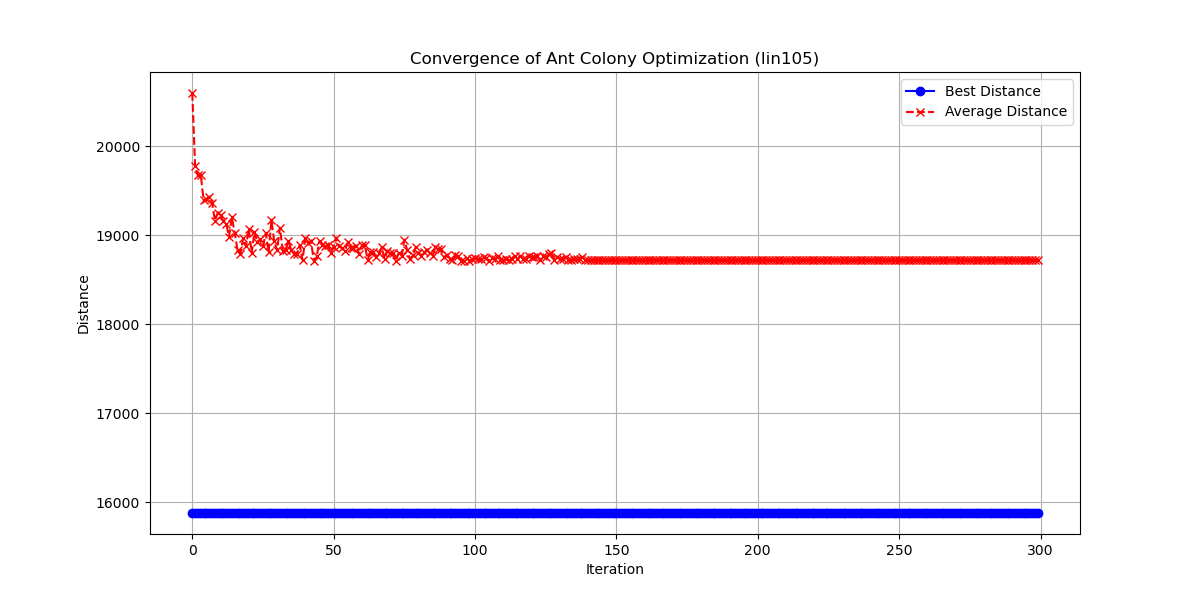 Convergence of Ant Colony Optimization (lin105)
Best Distance
Average Distance
20000
19000
18000
17000
16000
Distance
0 50 100 150 200 250 300
Iteration